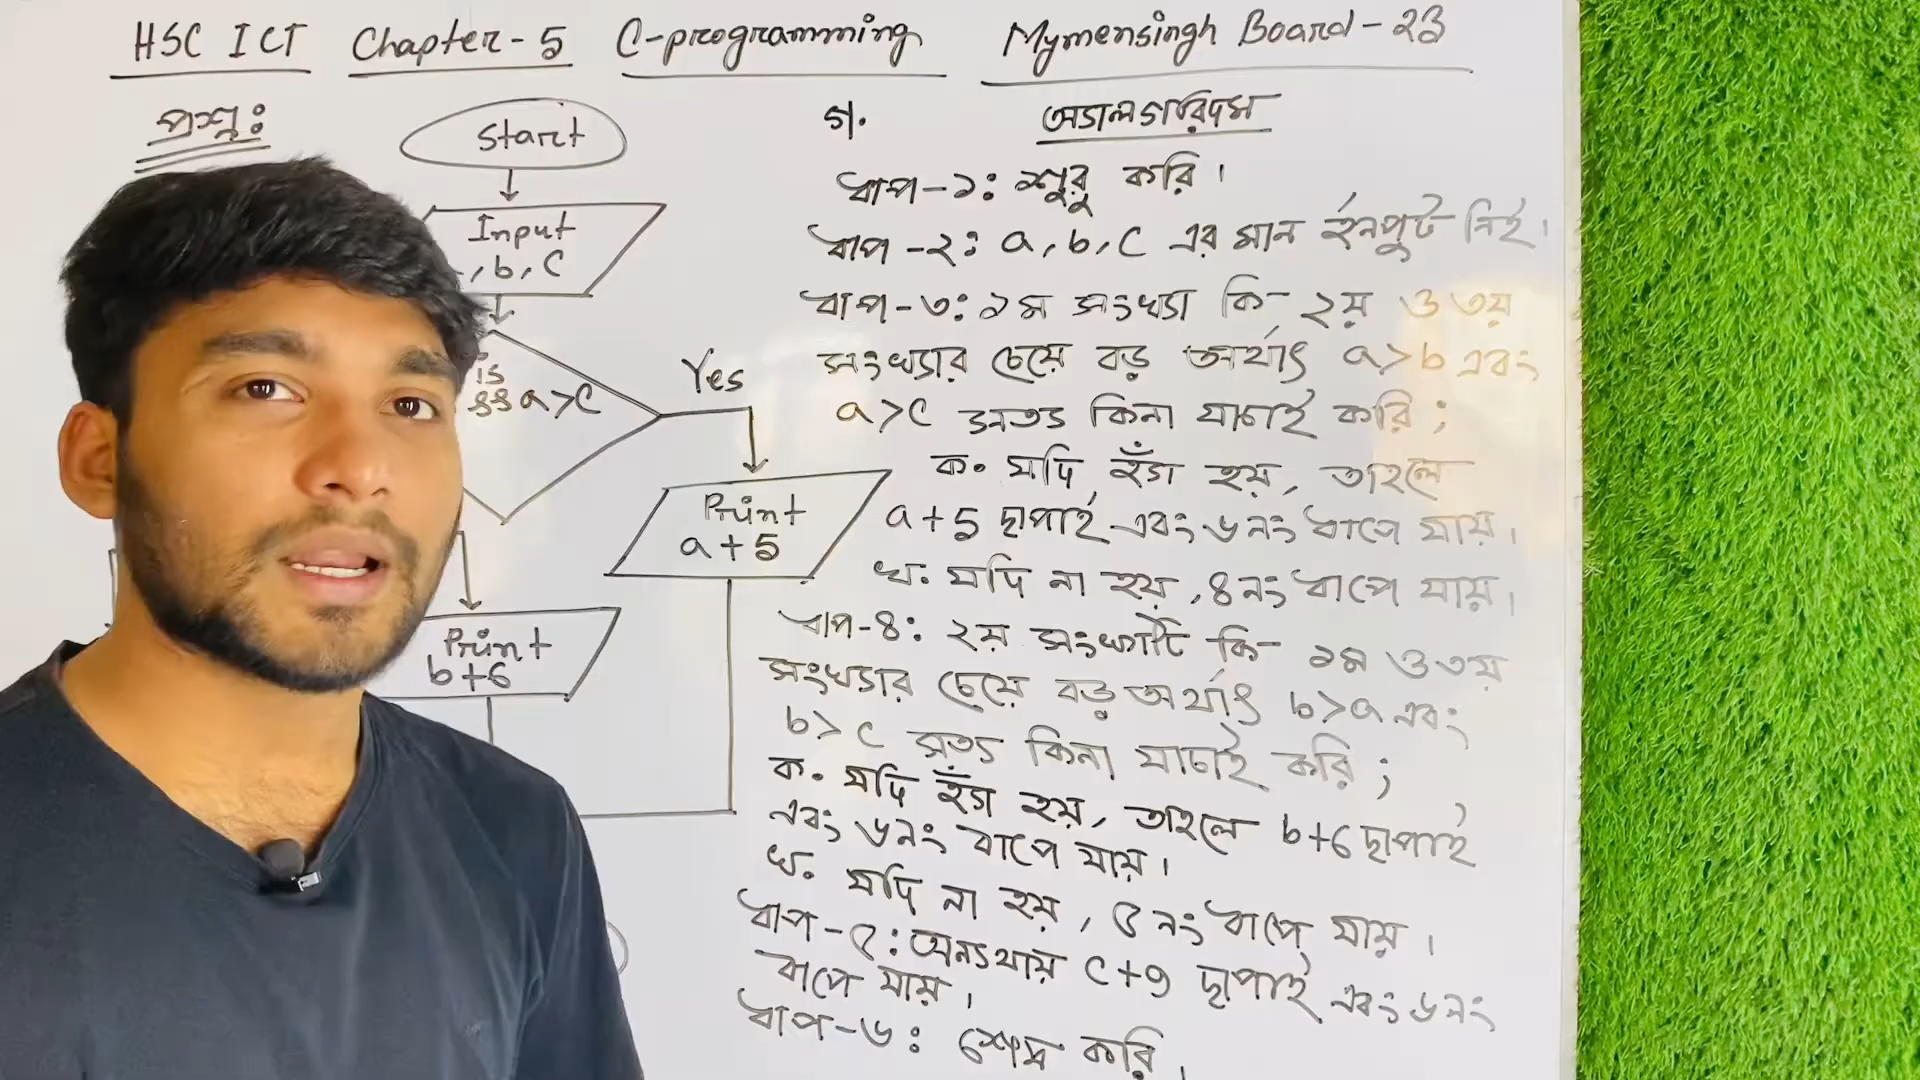 HSC ICT Chapter-5 C-programming Mymensingh Board-23
প্রশ্ন:
Start
Input
, b, C
is
&& a>C
Yes
Print
a+5
Print
b+6
গ. অ্যালগরিদম
ধাপ-১: শুরু করি।
ধাপ-২: a, b, c এর মান ইনপুট নিই।
ধাপ-৩: ১ম সংখ্যা কি ২য় ও ৩য়
সংখ্যার চেয়ে বড় অর্থাৎ a>b এবং
a>c সত্য কিনা যাচাই করি;
ক. যদি হ্যাঁ হয়, তাহলে
a+5 ছাপাই এবং ৬নং ধাপে যায়।
খ. যদি না হয়, ৪নং ধাপে যায়।
ধাপ-৪: ২য় সংখ্যাটি কি ১ম ও ৩য়
সংখ্যার চেয়ে বড় অর্থাৎ b>a এবং
b>c সত্য কিনা যাচাই করি;
ক. যদি হ্যাঁ হয়, তাহলে b+6 ছাপাই
এবং ৬নং ধাপে যায়।
খ. যদি না হয়, ৫নং ধাপে যায়।
ধাপ-৫: অন্যথায় c+9 ছাপাই এবং ৬নং
ধাপে যায়।
ধাপ-৬: শেষ করি।